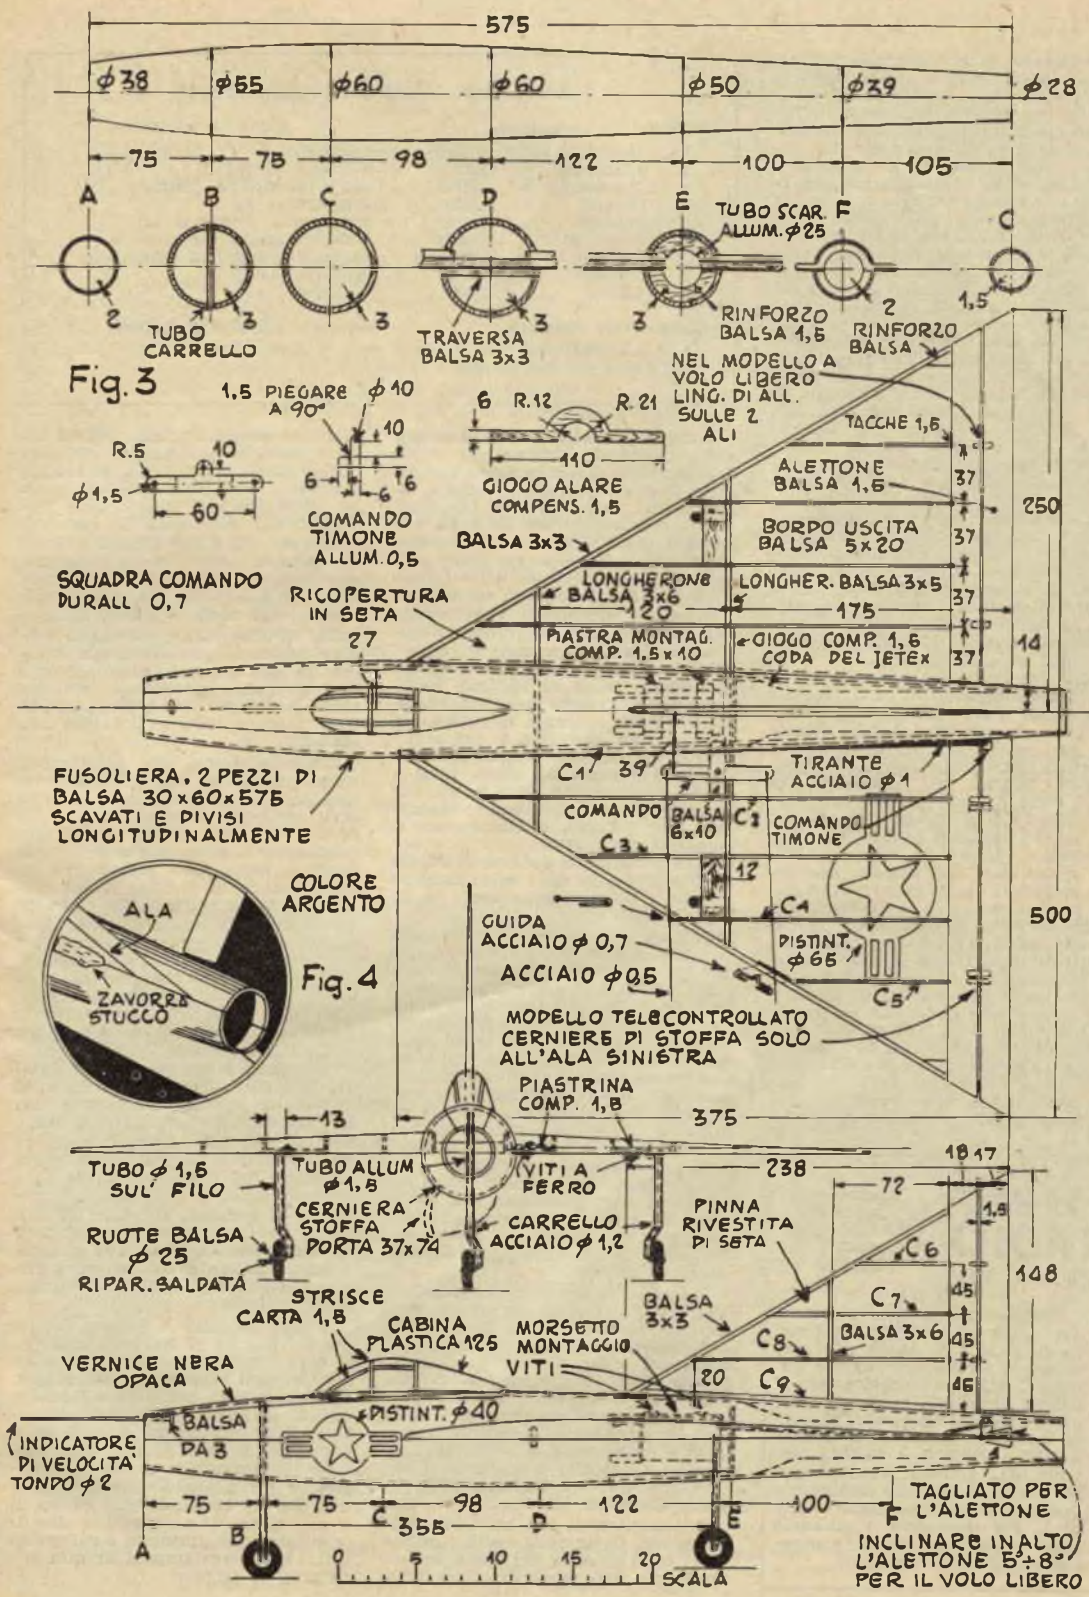 575
ϕ38 ϕ55 ϕ60 ϕ60 ϕ50 ϕ39 ϕ28
75 75 98 122 100 105
A B C D E F C
TUBO SCAR.
ALLUM. ϕ25
2 3 3 3 3 2 1,5
TUBO
CARRELLO
TRAVERSA
BALSA 3x3
RINFORZO
BALSA 1,5
RINFORZO
BALSA
Fig. 3
NEL MODELLO A
VOLO LIBERO
LING. DI ALL.
SULLE 2
ALI
1,5 PIEGARE
A 90°
ϕ10
10
6 6 6
COMANDO
TIMONE
ALLUM. 0,5
R.5
10
ϕ1,5
60
SQUADRA COMANDO
DURALL 0,7
6 R.12 R.21
110
GIOGO ALARE
COMPENS. 1,5
TACCHE 1,5
ALETTONE
BALSA 1,5
BORDO USCITA
BALSA 5x20
37
37
37
37
250
BALSA 3x3
LONGHERONE
BALSA 3x6
LONGHER. BALSA 3x5
120 175
RICOPERTURA
IN SETA
27
PIASTRA MONTAG.
COMP. 1.5x10
GIOGO COMP. 1,5
CODA DEL JETEX
14
FUSOLIERA. 2 PEZZI DI
BALSA 30x60x575
SCAVATI E DIVISI
LONGITUDINALMENTE
C1
39
TIRANTE
ACCIAIO ϕ1
COMANDO
BALSA
6x10
C2
COMANDO
TIMONE
C3
12
C4
500
COLORE
ARGENTO
ALA
ZAVORRE
STUCCO
Fig. 4
GUIDA
ACCIAIO ϕ 0,7
ACCIAIO ϕ0,5
DISTINT.
ϕ65
C5
MODELLO TELECONTROLLATO
CERNIERE DI STOFFA SOLO
ALL'ALA SINISTRA
PIASTRINA
COMP. 1,5
13
375
238
18 17
72
1,5
TUBO ϕ 1,5
SUL' FILO
TUBO ALLUM
ϕ1,5
VITI A
FERRO
CERNIERA
STOFFA
PORTA 37x74
CARRELLO
ACCIAIO ϕ1,2
RUOTE BALSA
ϕ 25
RIPAR. SALDATA
PINNA
RIVESTITA
DI SETA
C6
C7
C8
C9
148
45
45
46
BALSA
3x3
BALSA 3x6
20
STRISCE
CARTA 1,5
CABINA
PLASTICA 125
MORSETTO
MONTAGGIO
VITI
VERNICE NERA
OPACA
BALSA
DA 3
DISTINT. ϕ40
INDICATORE
DI VELOCITA'
TONDO ϕ2
75 75 98 122 100
355
A B C D E F
TAGLIATO PER
L'ALETTONE
INCLINARE IN ALTO
L'ALETTONE 5°÷8°
PER IL VOLO LIBERO
0 5 10 15 20
SCALA